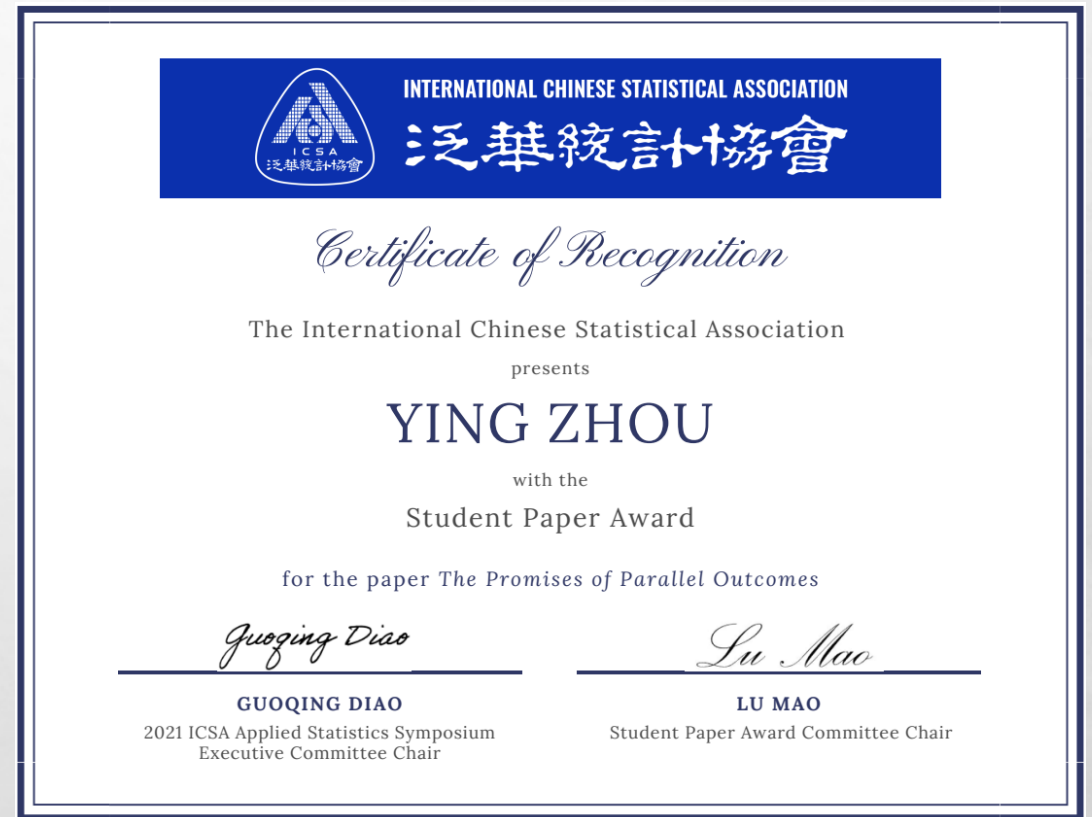 INTERNATIONAL CHINESE STATISTICAL ASSOCIATION
泛華統計協會
ICSA
泛華統計協會
Certificate of Recognition
The International Chinese Statistical Association
presents
YING ZHOU
with the
Student Paper Award
for the paper The Promises of Parallel Outcomes
Guoqing Diao
Lu Mao
GUOQING DIAO
LU MAO
2021 ICSA Applied Statistics Symposium
Executive Committee Chair
Student Paper Award Committee Chair